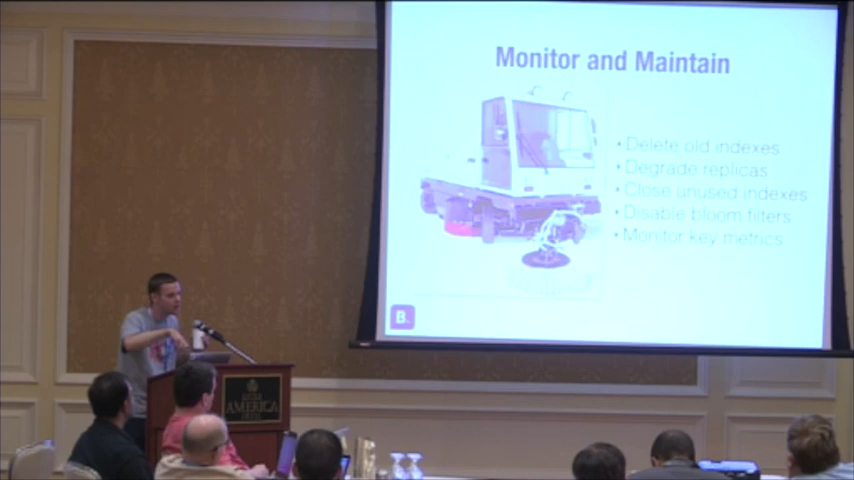 Monitor and Maintain
• Delete old indexes
• Degrade replicas
• Close unused indexes
• Disable bloom filters
• Monitor key metrics
B.
AMERICA